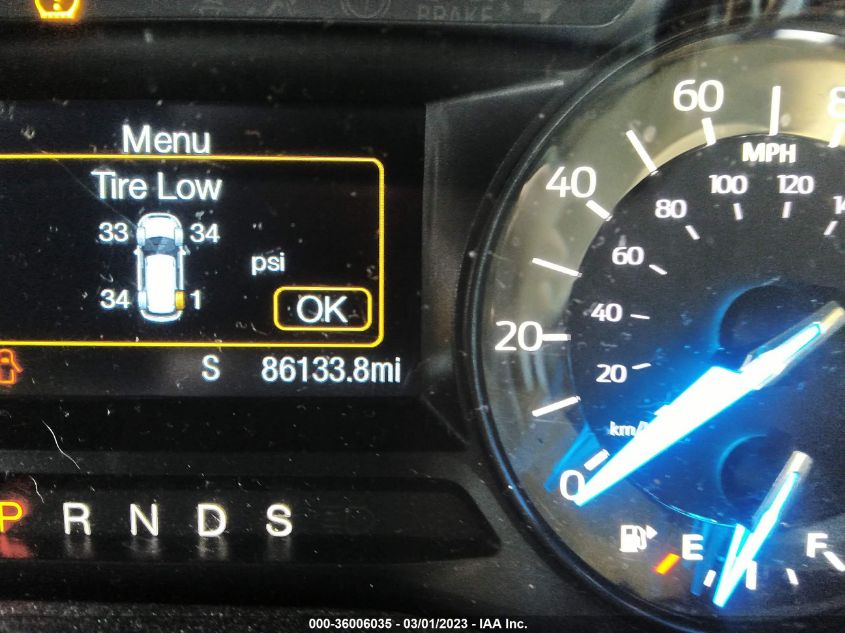 BRAKE
Menu
Tire Low
33 34
psi
34 1
OK
S 86133.8mi
P R N D S
60
MPH
40
100 120
80
60
20
40
20
km/
0
E F
000-36006035 - 03/01/2023 - IAA Inc.